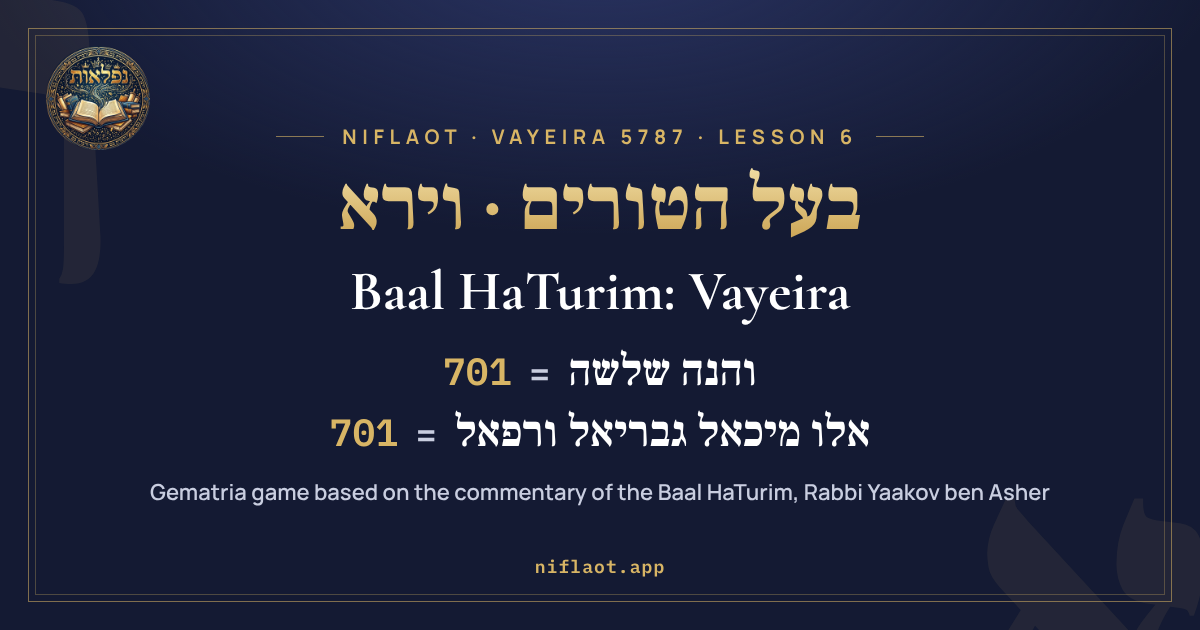 נפלאות
NIFLAOT · VAYEIRA 5787 · LESSON 6
בעל הטורים · וירא
Baal HaTurim: Vayeira
והנה שלשה = 701
אלו מיכאל גבריאל ורפאל = 701
Gematria game based on the commentary of the Baal HaTurim, Rabbi Yaakov ben Asher
niflaot.app